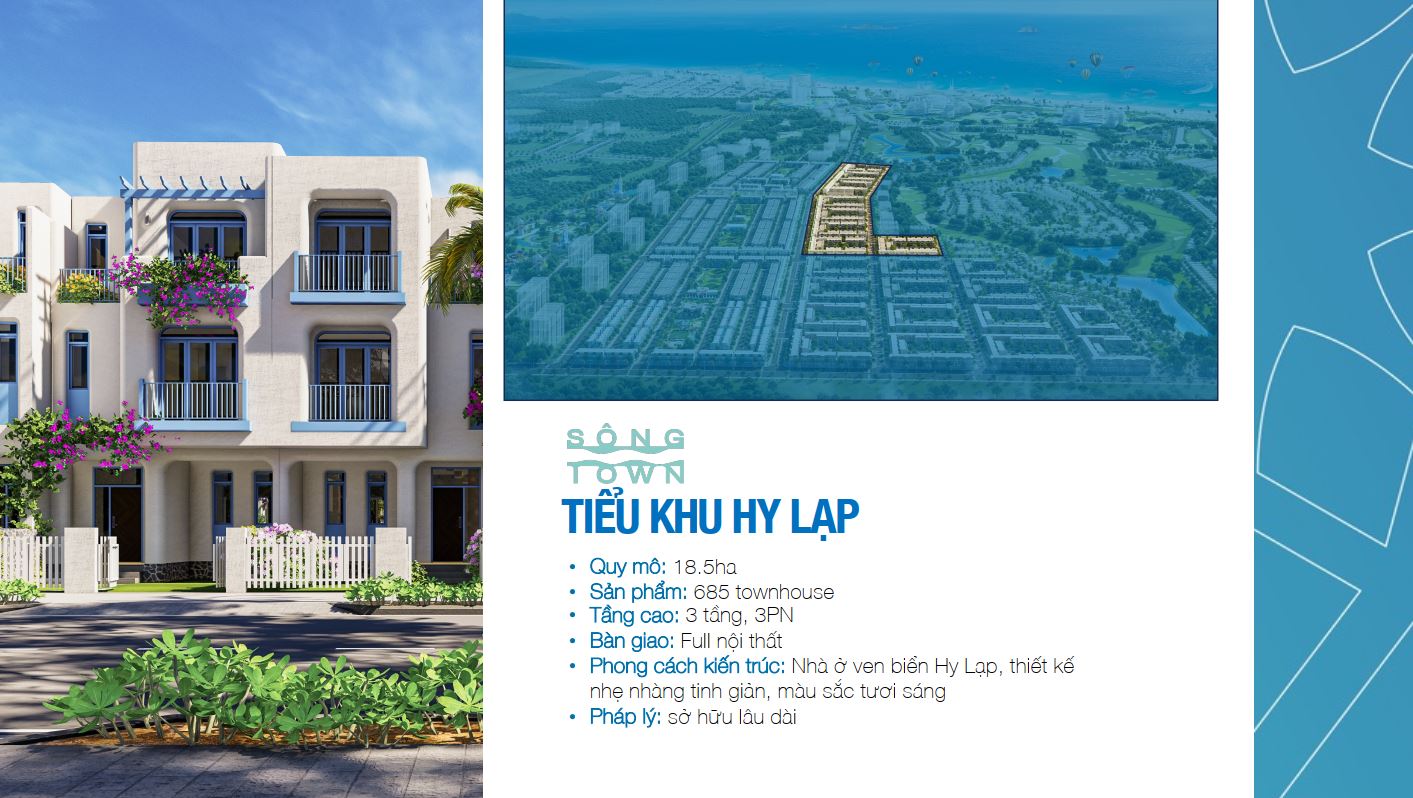 SÔNG
TOWN
TIỂU KHU HY LẠP
• Quy mô: 18.5ha
• Sản phẩm: 685 townhouse
• Tầng cao: 3 tầng, 3PN
• Bàn giao: Full nội thất
• Phong cách kiến trúc: Nhà ở ven biển Hy Lạp, thiết kế
nhẹ nhàng tinh giản, màu sắc tươi sáng
• Pháp lý: sở hữu lâu dài